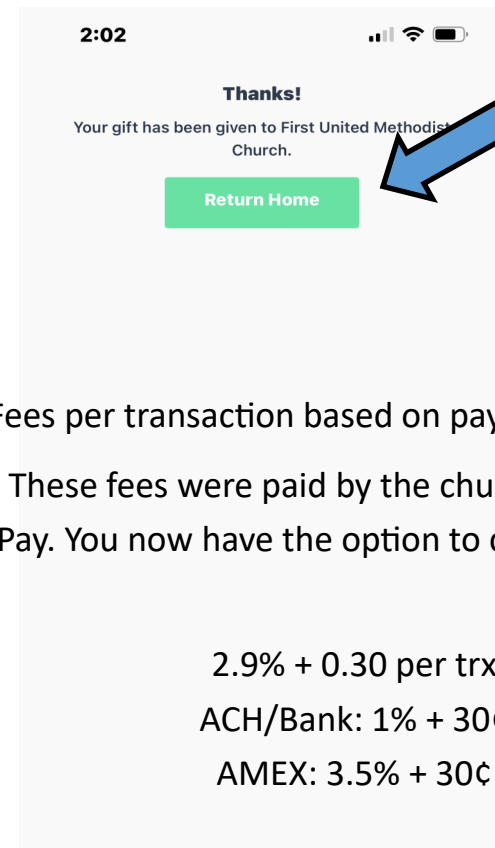 2:02
Thanks!
Your gift has been given to First United Methodist
Church.
Return Home
Fees per transaction based on pay
These fees were paid by the chu
Pay. You now have the option to
2.9% + 0.30 per trx
ACH/Bank: 1% + 30¢
AMEX: 3.5% + 30¢